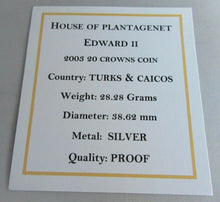 HOUSE OF PLANTAGENET
EDWARD II
2003 20 CROWNS COIN
Country: TURKS & CAICOS
Weight: 28.28 Grams
Diameter: 38.62 mm
Metal: SILVER
Quality: PROOF